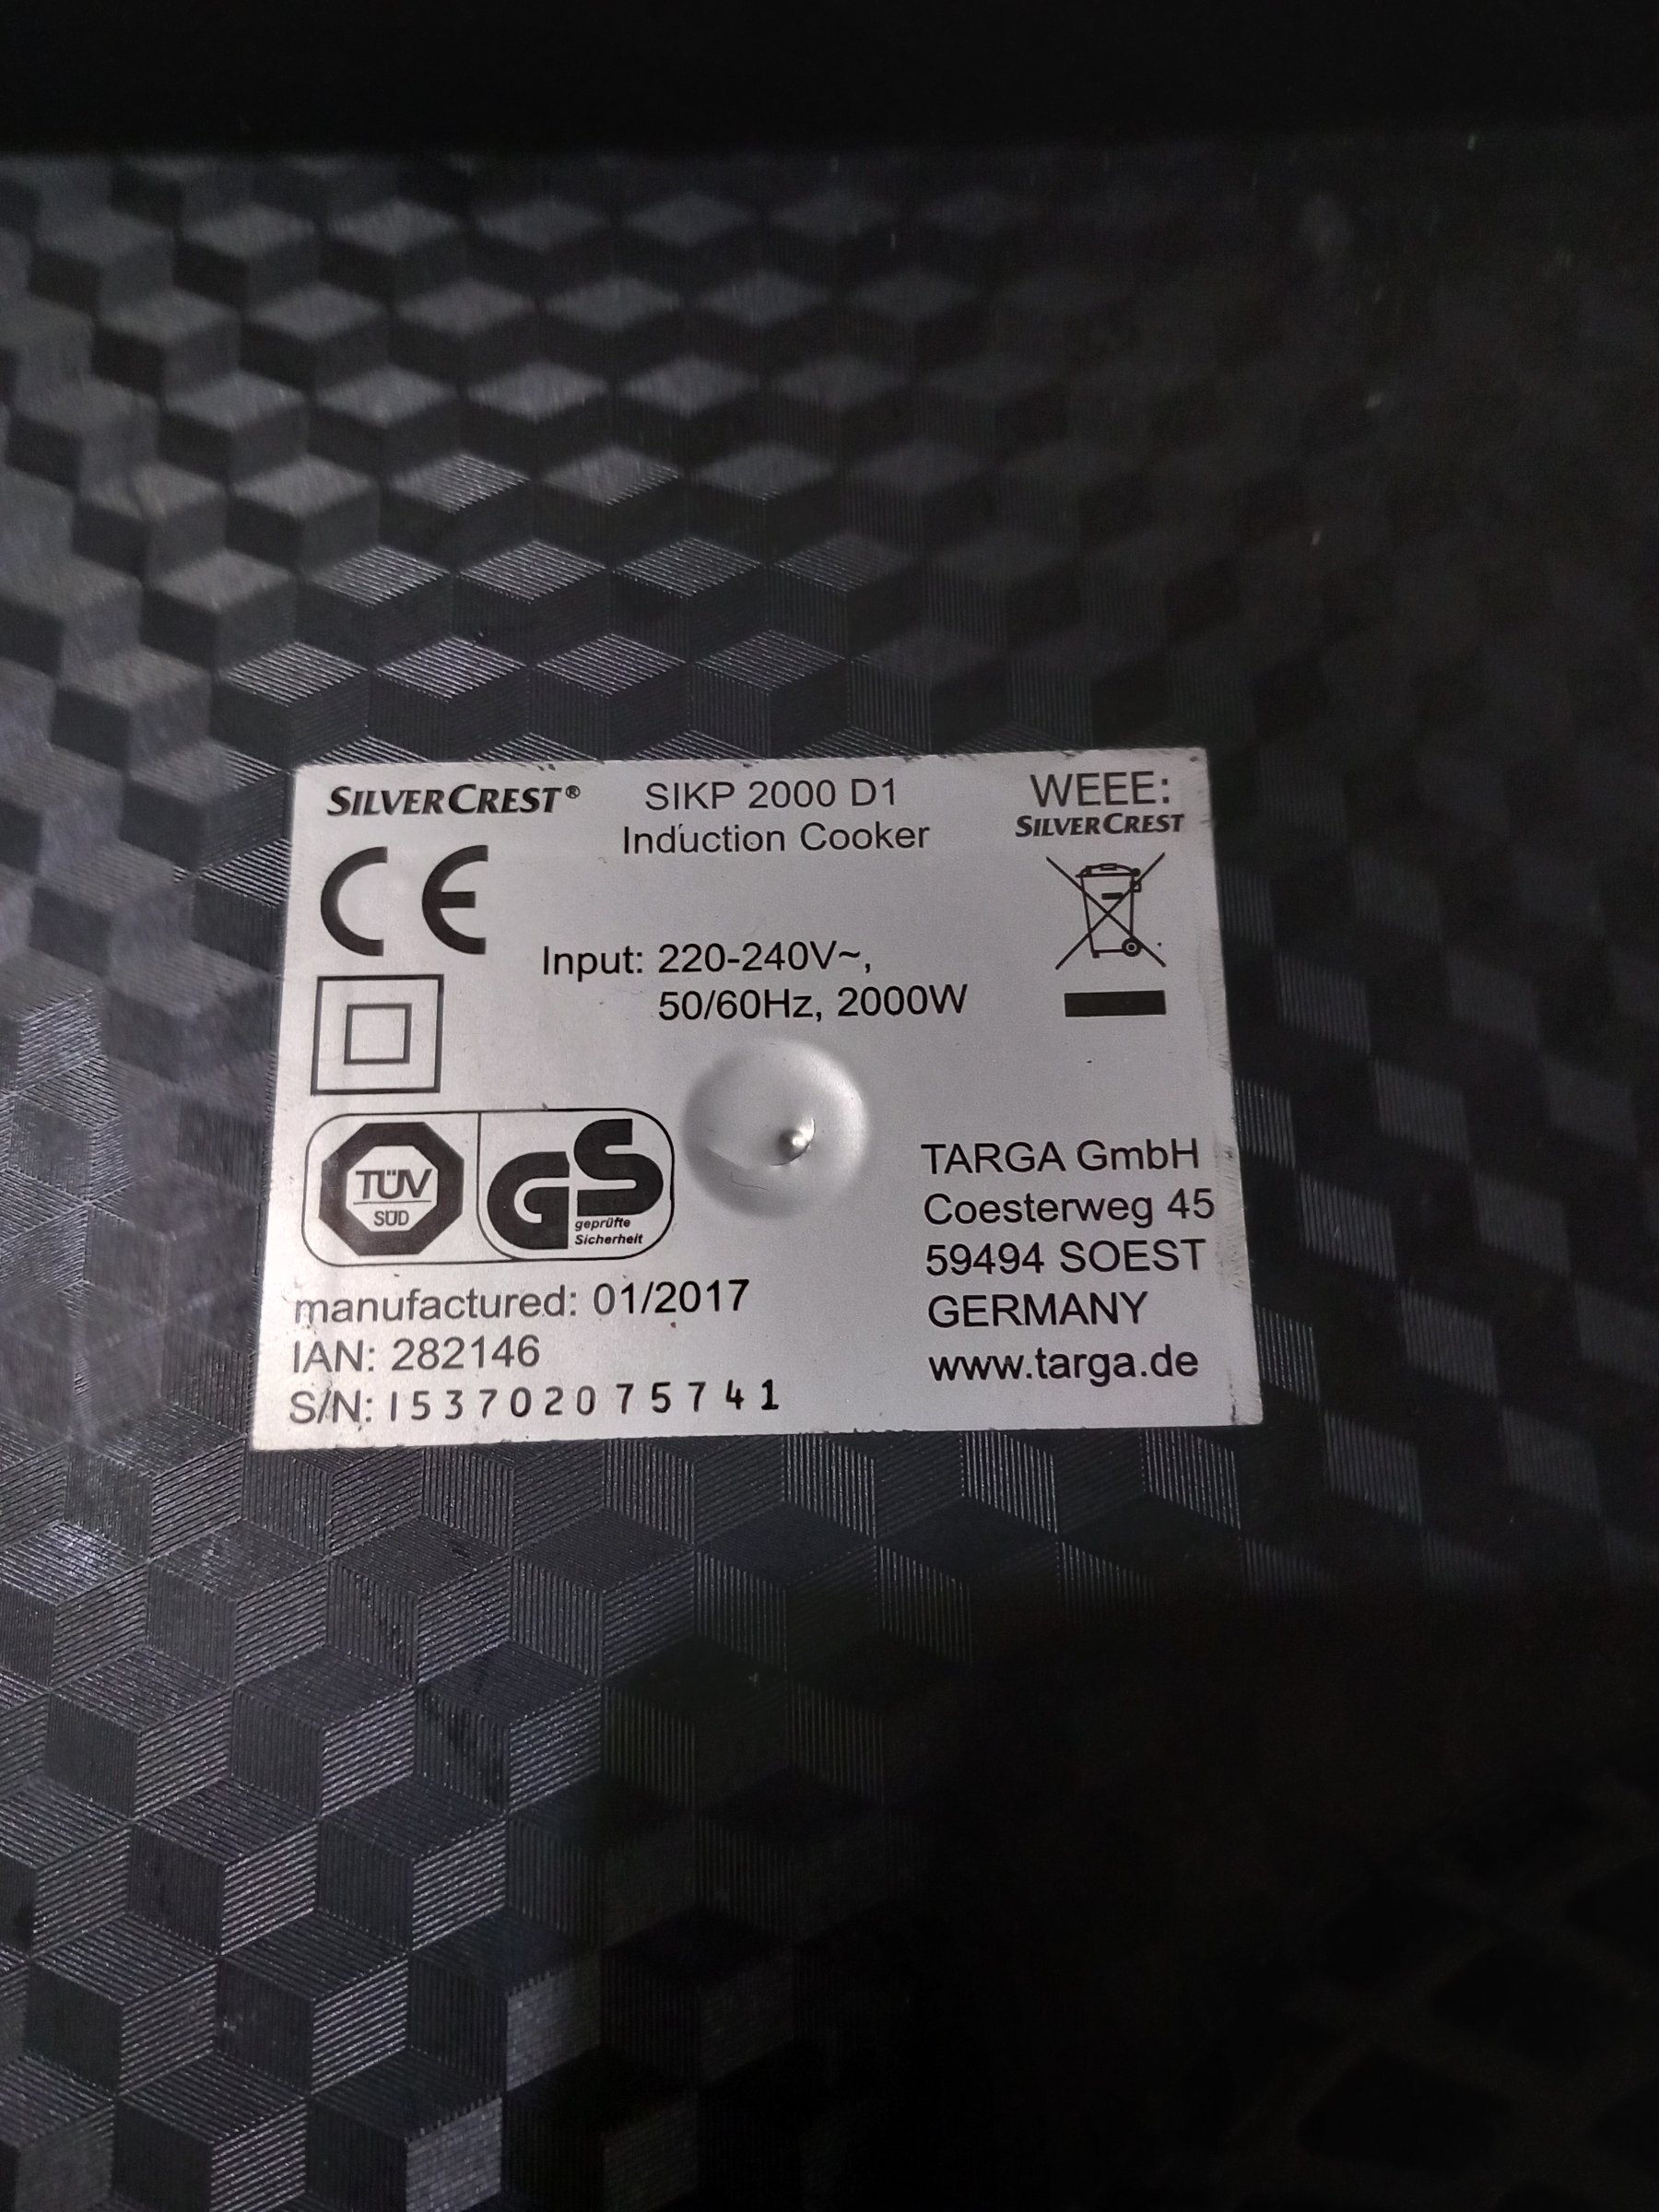 SILVERCREST®
SIKP 2000 D1
Induction Cooker
WEEE:
SILVERCREST
CE
Input: 220-240V~,
50/60Hz, 2000W
TÜV
SÜD
GS
geprüfte
Sicherheit
TARGA GmbH
Coesterweg 45
59494 SOEST
GERMANY
www.targa.de
manufactured: 01/2017
IAN: 282146
S/N: 153702075741